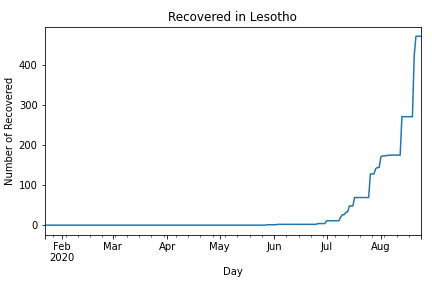 Recovered in Lesotho
Number of Recovered
400
300
200
100
0
Feb
2020
Mar
Apr
May
Jun
Jul
Aug
Day